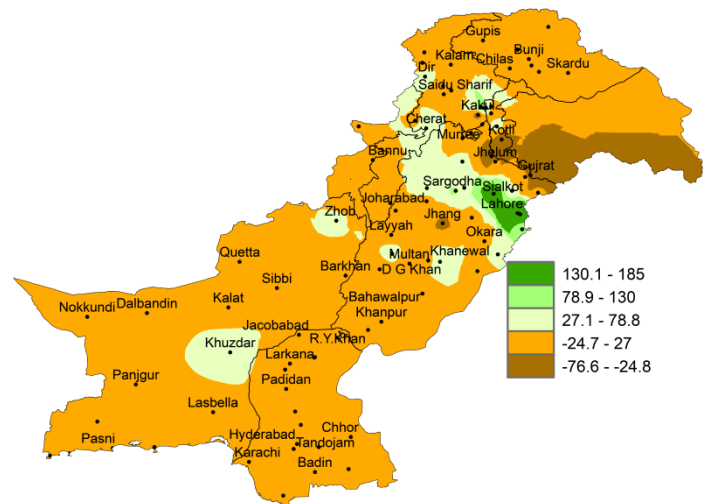 Gupis
Bunji
Kalam
Chilas
Skardu
Dir
Saidu Sharif
Kakul
Cherat
Murree
Kotli
Bannu
Jhelum
Gujrat
Sargodha
Sialkot
Joharabad
Lahore
Zhob
Jhang
Layyah
Okara
Quetta
Multan
Khanewal
Barkhan
D G Khan
Sibbi
Bahawalpur
Nokkundi
Dalbandin
Kalat
Khanpur
Jacobabad
R.Y.Khan
Khuzdar
Larkana
Panjgur
Padidan
Lasbella
Chhor
Pasni
Hyderabad
Tandojam
Karachi
Badin
130.1 - 185
78.9 - 130
27.1 - 78.8
-24.7 - 27
-76.6 - -24.8